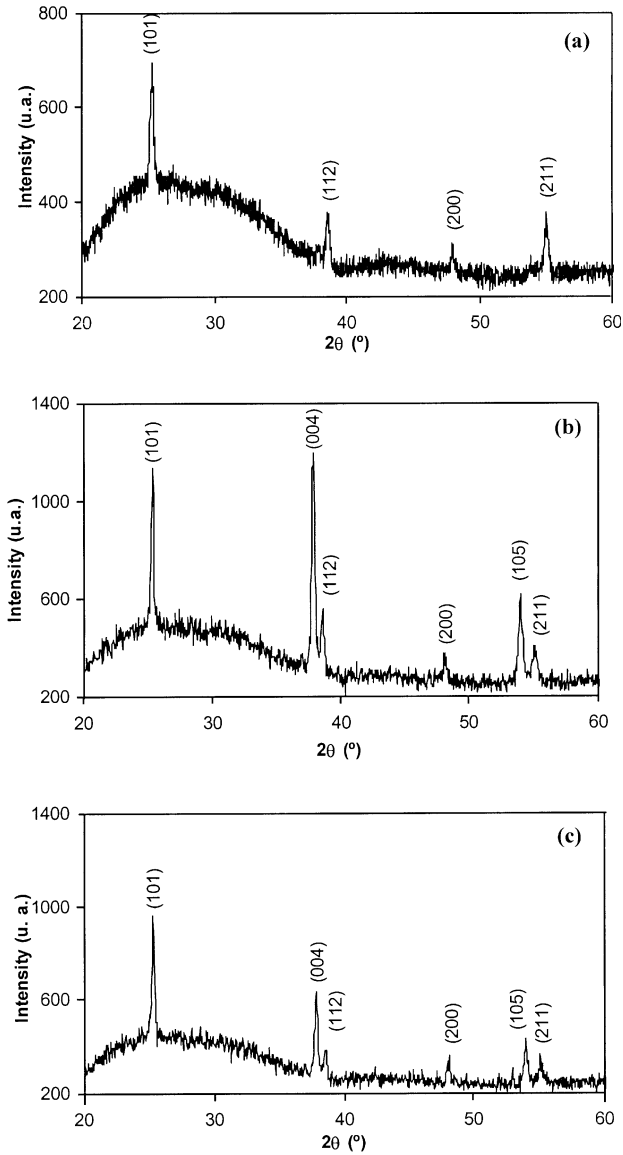 (a)
(101)
(112)
(200)
(211)
Intensity (u.a.)
800
600
400
200
20 30 40 50 60
2θ (º)
(b)
(101)
(004)
(112)
(200)
(105)
(211)
Intensity (u.a.)
1400
1000
600
200
20 30 40 50 60
2θ (º)
(c)
(101)
(004)
(112)
(200)
(105)
(211)
Intensity (u. a.)
1400
1000
600
200
20 30 40 50 60
2θ (º)